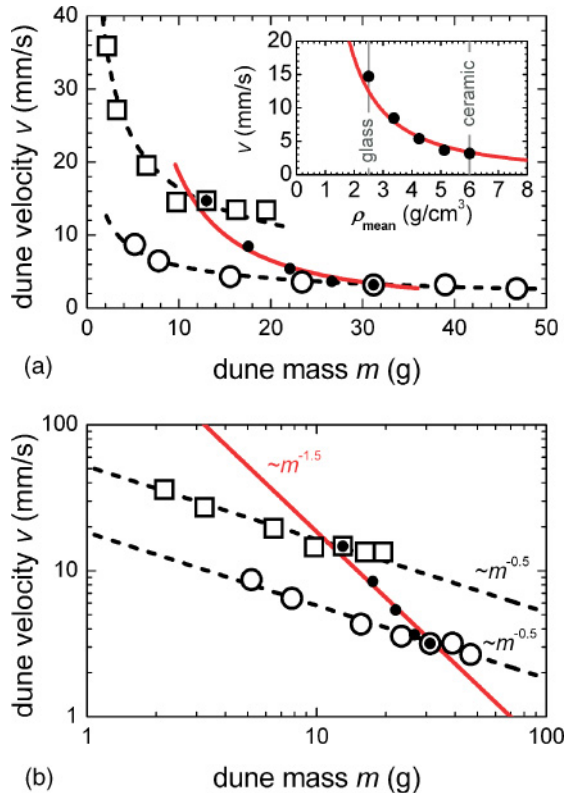 40
30
20
10
0
dune velocity v (mm/s)
0 10 20 30 40 50
dune mass m (g)
(a)
20
15
10
5
0
v (mm/s)
glass
ceramic
0 1 2 3 4 5 6 7 8
ρmean (g/cm³)
100
10
1
dune velocity v (mm/s)
~m⁻¹·⁵
~m⁻⁰·⁵
~m⁻⁰·⁵
1 10 100
dune mass m (g)
(b)